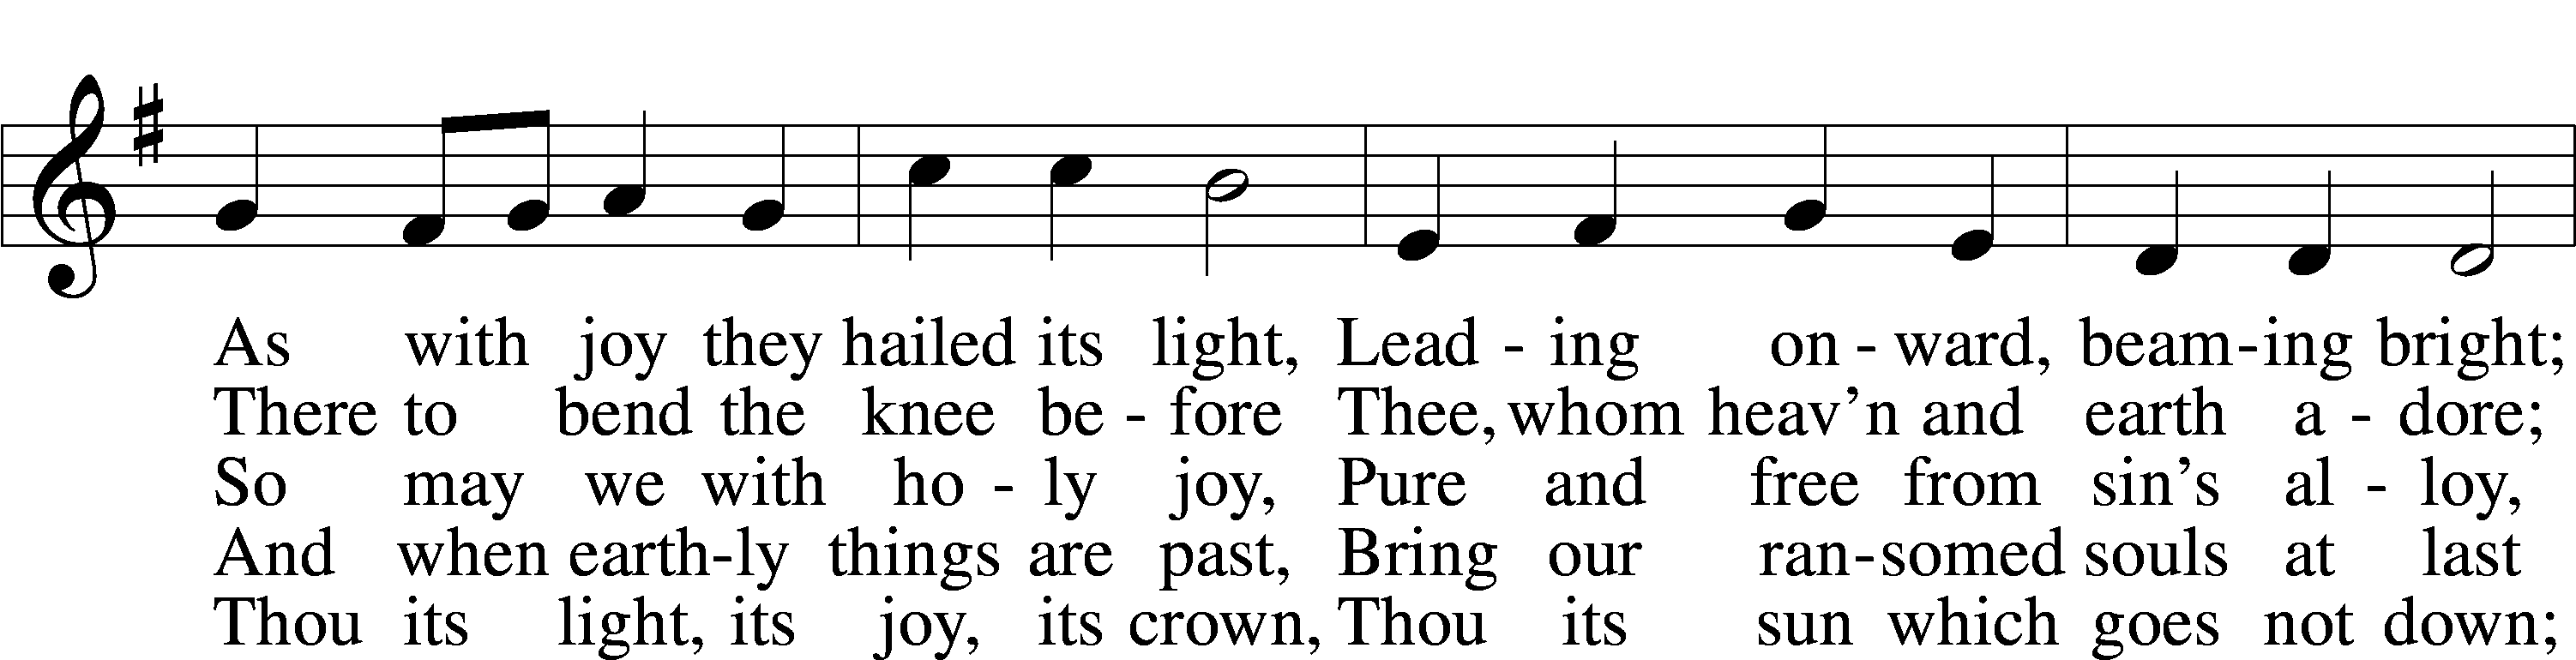 As with joy they hailed its light, Lead - ing on - ward, beam-ing bright;
There to bend the knee be - fore Thee, whom heav’n and earth a - dore;
So may we with ho - ly joy, Pure and free from sin’s al - loy,
And when earth-ly things are past, Bring our ran-somed souls at last
Thou its light, its joy, its crown, Thou its sun which goes not down;